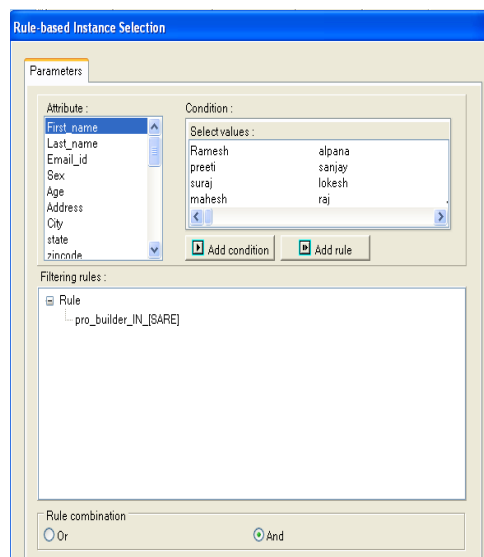 Rule-based Instance Selection
Parameters
Attribute :
First_name
Last_name
Email_id
Sex
Age
Address
City
state
zipcode
Condition :
Select values :
Ramesh alpana
preeti sanjay
suraj lokesh
mahesh raj
Add condition Add rule
Filtering rules :
Rule
pro_builder_IN_[SARE]
Rule combination
Or And